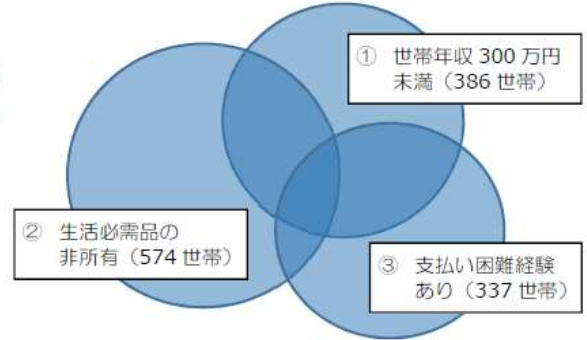 ① 世帯年収 300 万円
未満（386 世帯）
② 生活必需品の
非所有（574 世帯）
③ 支払い困難経験
あり（337 世帯）